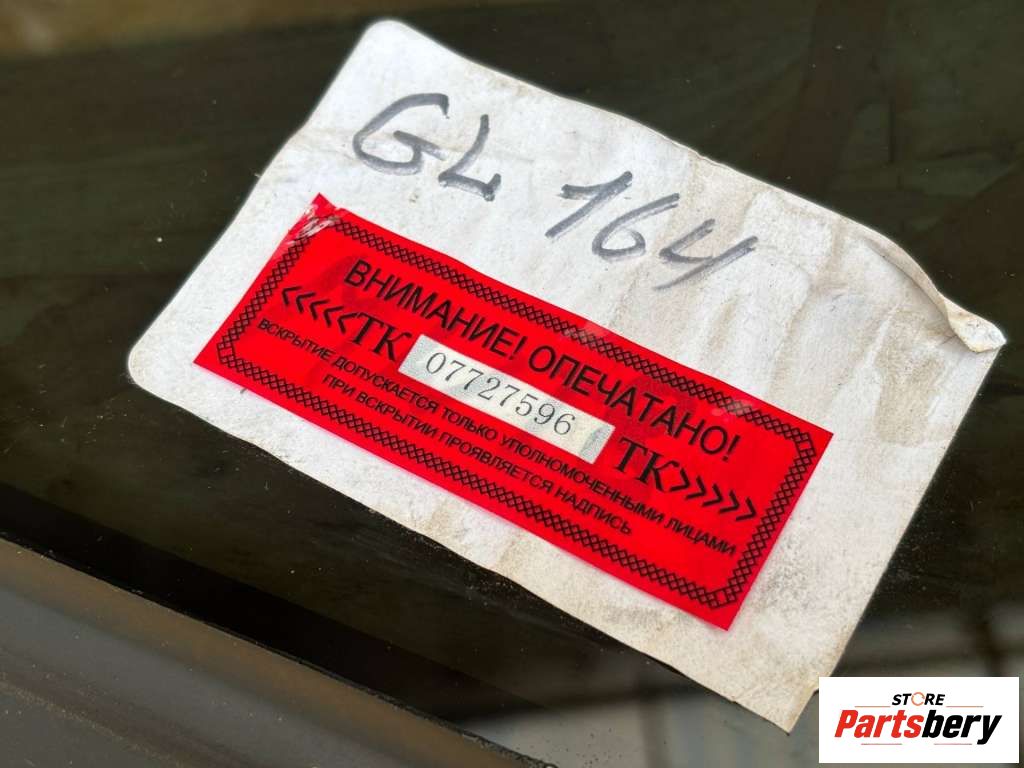 GL 164
ВНИМАНИЕ! ОПЕЧАТАНО!
<<<<<ТК 07727596 ТК>>>>>
ВСКРЫТИЕ ДОПУСКАЕТСЯ ТОЛЬКО УПОЛНОМОЧЕННЫМИ ЛИЦАМИ
ПРИ ВСКРЫТИИ ПРОЯВЛЯЕТСЯ НАДПИСЬ
STORE
Partsbery